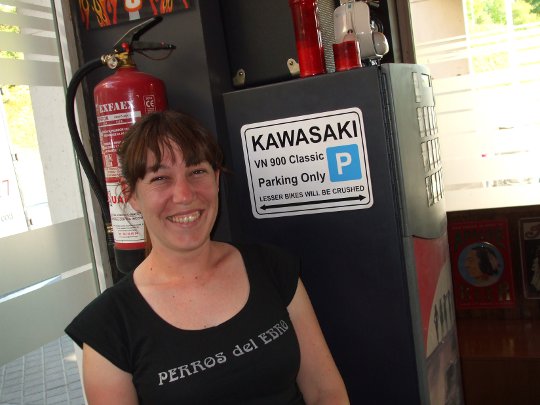 EXFAEX
KAWASAKI
VN 900 Classic
Parking Only
P
LESSER BIKES WILL BE CRUSHED
PERROS del EBRO